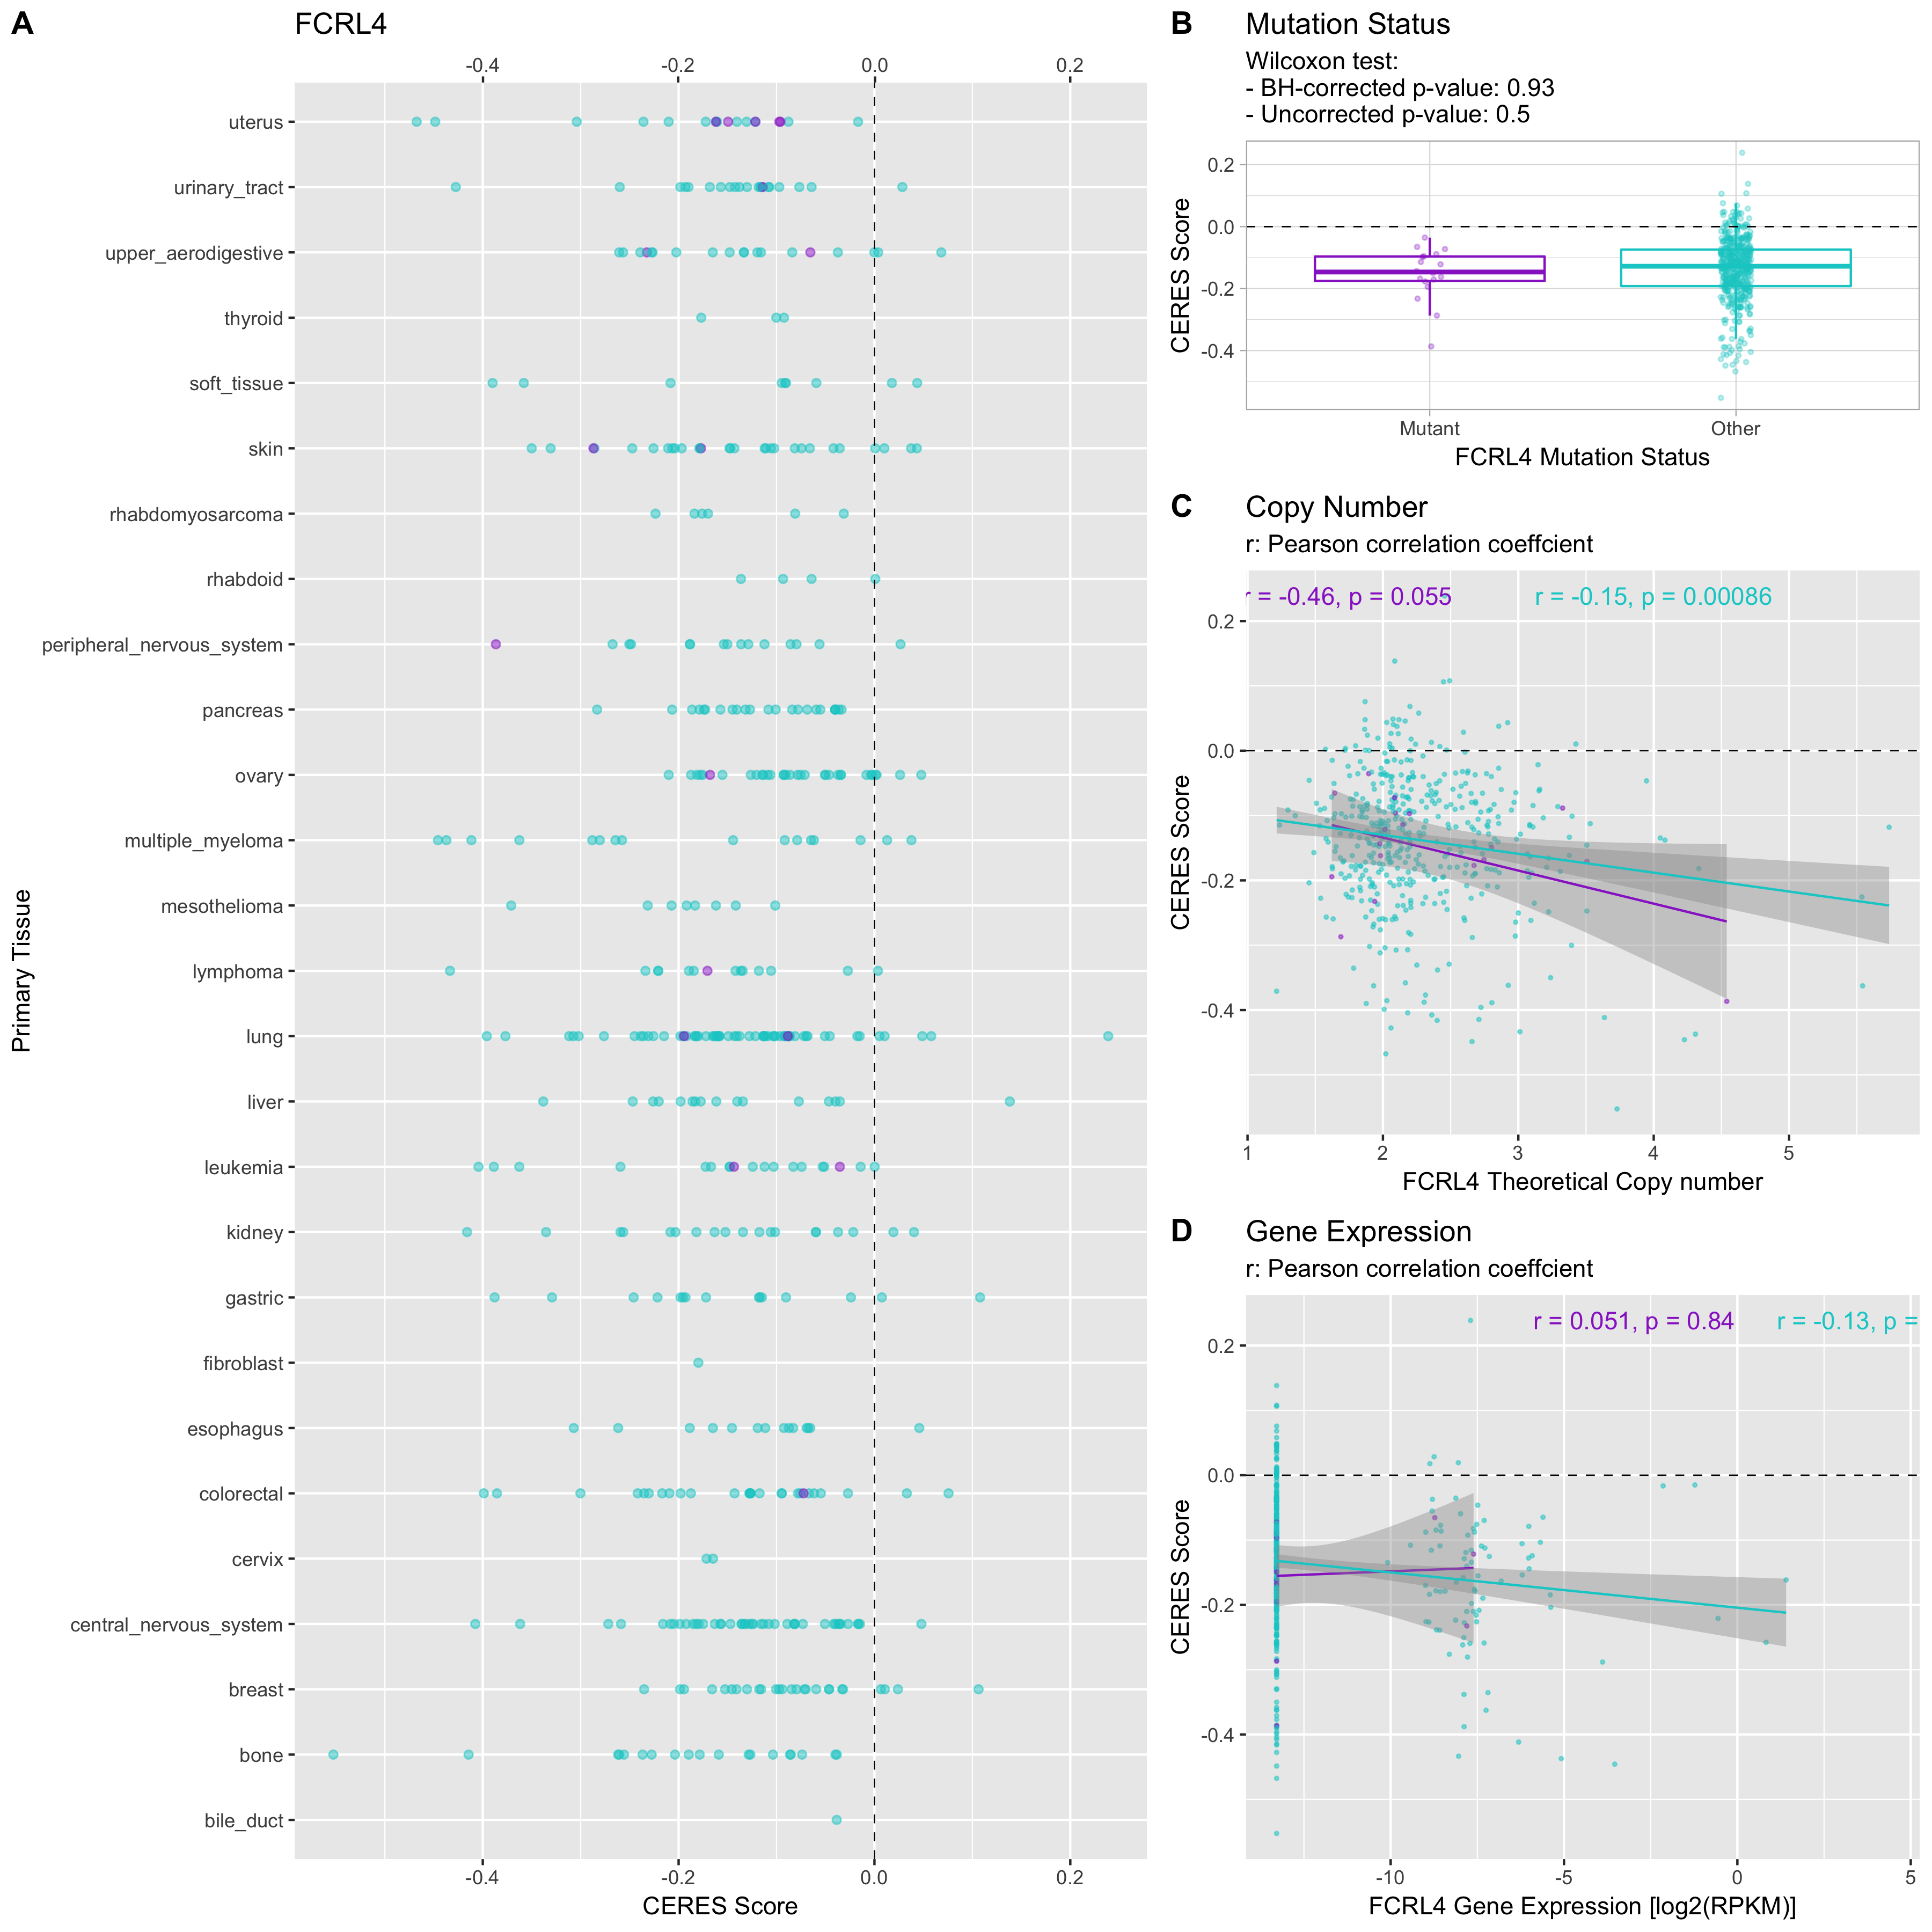 A
FCRL4
-0.4
-0.2
0.0
0.2
uterus
urinary_tract
upper_aerodigestive
thyroid
soft_tissue
skin
rhabdomyosarcoma
rhabdoid
peripheral_nervous_system
pancreas
ovary
multiple_myeloma
mesothelioma
lymphoma
lung
liver
leukemia
kidney
gastric
fibroblast
esophagus
colorectal
cervix
central_nervous_system
breast
bone
bile_duct
Primary Tissue
-0.4
-0.2
0.0
0.2
CERES Score
B
Mutation Status
Wilcoxon test:
- BH-corrected p-value: 0.93
- Uncorrected p-value: 0.5
0.2
0.0
-0.2
-0.4
CERES Score
Mutant
Other
FCRL4 Mutation Status
C
Copy Number
r: Pearson correlation coeffcient
r = -0.46, p = 0.055
r = -0.15, p = 0.00086
0.2
0.0
-0.2
-0.4
CERES Score
1
2
3
4
5
FCRL4 Theoretical Copy number
D
Gene Expression
r: Pearson correlation coeffcient
r = 0.051, p = 0.84
r = -0.13, p =
0.2
0.0
-0.2
-0.4
CERES Score
-10
-5
0
5
FCRL4 Gene Expression [log2(RPKM)]